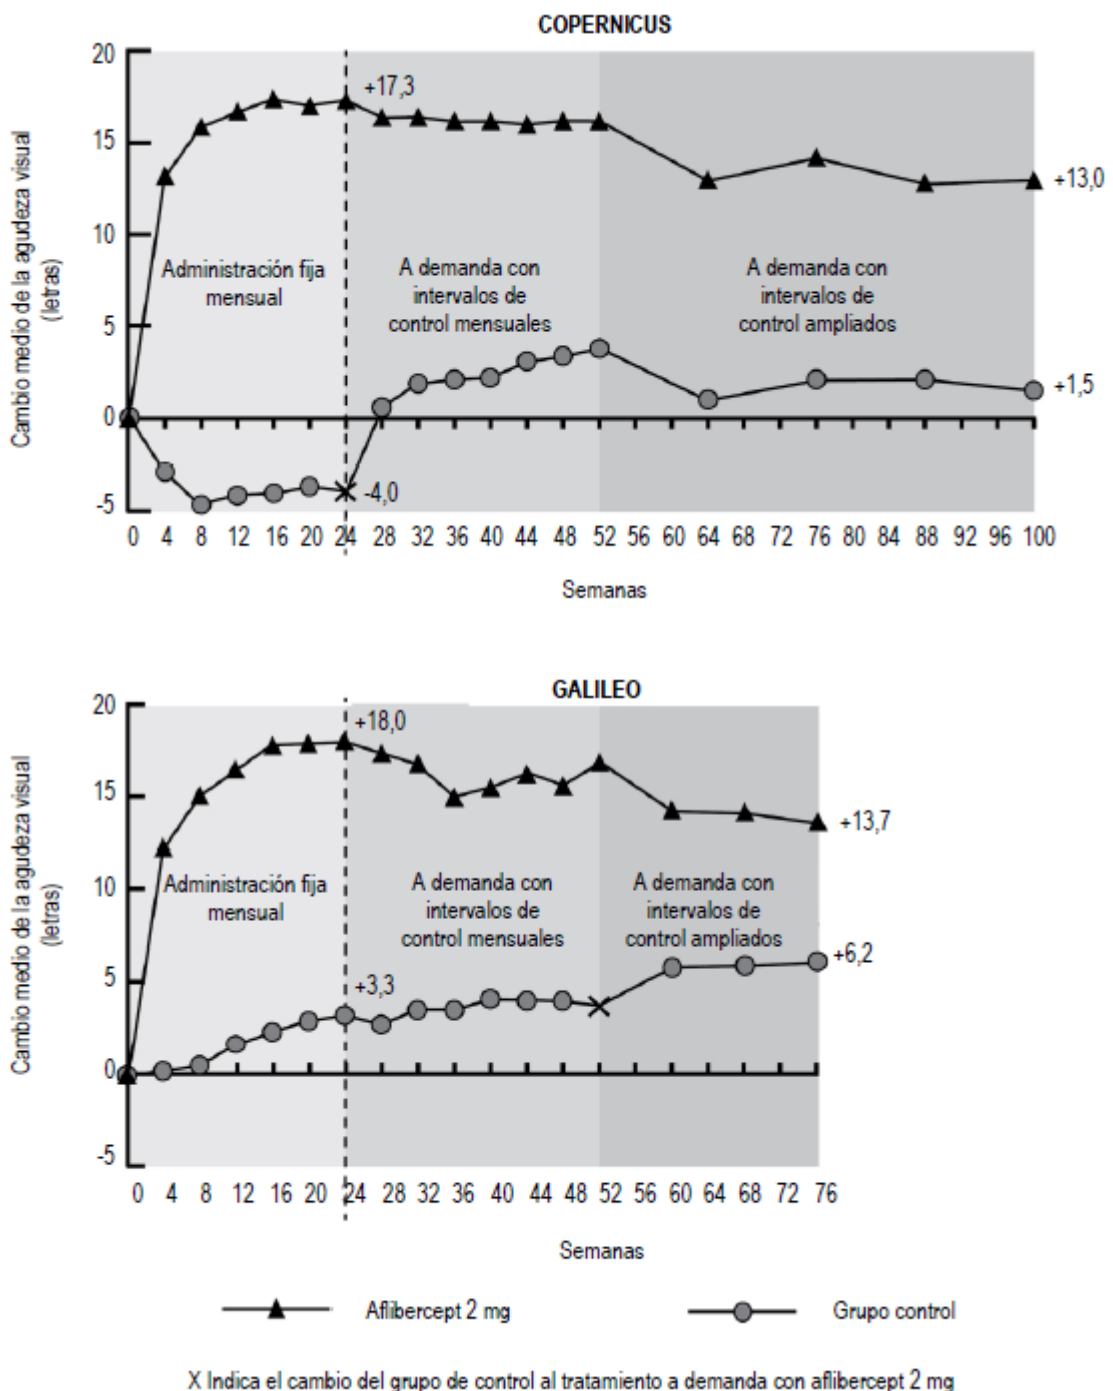 COPERNICUS
Cambio medio de la agudeza visual
(letras)
20
15
10
5
0
-5
+17,3
+13,0
Administración fija
mensual
A demanda con
intervalos de
control mensuales
A demanda con
intervalos de
control ampliados
+1,5
-4,0
0 4 8 12 16 20 24 28 32 36 40 44 48 52 60 64 68 72 76 80 84 88 92 96 100
Semanas
GALILEO
Cambio medio de la agudeza visual
(letras)
20
15
10
5
0
-5
+18,0
+13,7
Administración fija
mensual
A demanda con
intervalos de
control mensuales
A demanda con
intervalos de
control ampliados
+6,2
+3,3
0 4 8 12 16 20 24 28 32 36 40 44 48 52 56 60 64 68 72 76
Semanas
Aflibercept 2 mg
Grupo control
X Indica el cambio del grupo de control al tratamiento a demanda con aflibercept 2 mg